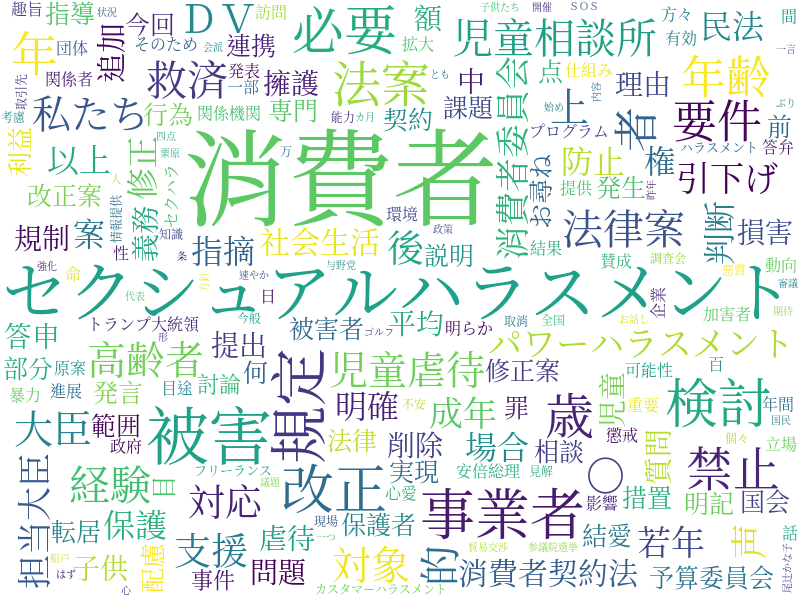 趣旨
指導
状況
今回
ＤＶ
訪問
必要
額
子供たち
開催
ＳＯＳ
方々
民法
間
年
団体
追加
そのため
会派
連携
拡大
児童相談所
有効
一言
関係者
取引先
発表
一部
救済
擁護
法案
中
点
仕組み
理由
年齢
考慮
私たち
行為
関係機関
専門
能力
カ月
とも
課題
始め
内容
上
者
要件
ぶり
利益
四点
栗原
万
契約
プログラム
ハラスメント
前
答弁
以上
修正
セクハラ
消費者
消費者委員会
お尋ね
防止
権
引下げ
改正案
義務
人
情報提供
環境
提供
発生
昨年
規制
案
知識
指摘
社会生活
後
説明
政策
結果
法律案
判断
損害
性
条
賛成
調査会
動向
強化
命
方針
速やか
与野党
悪質
審議
セクシュアルハラスメント
代表
日
企業
加害者
期待
答申
トランプ大統領
今般
被害者
ゴルフ
平均
明らか
取消
全国
お話し
形
提出
何
パワーハラスメント
部分
原案
高齢者
規定
児童虐待
修正案
可能性
百
暴力
進展
発言
目途
討論
明確
不安
成年
罪
歳
児童
重要
検討
年間
国民
大臣
範囲
政府
被害
法律
削除
場合
相談
懲戒
質問
個々
立場
担当大臣
経験
目
フリーランス
議題
改正
実現
心愛
安倍総理
見解
〇
影響
措置
禁止
明記
国会
転居
保護
対応
現場
一つ
保護者
事業者
結愛
若年
声
話
船戸
はず
子供
心
配慮
支援
事件
虐待
問題
対象
カスタマーハラスメント
的
貿易交渉
参議院選挙
消費者契約法
予算委員会
尾辻かな子